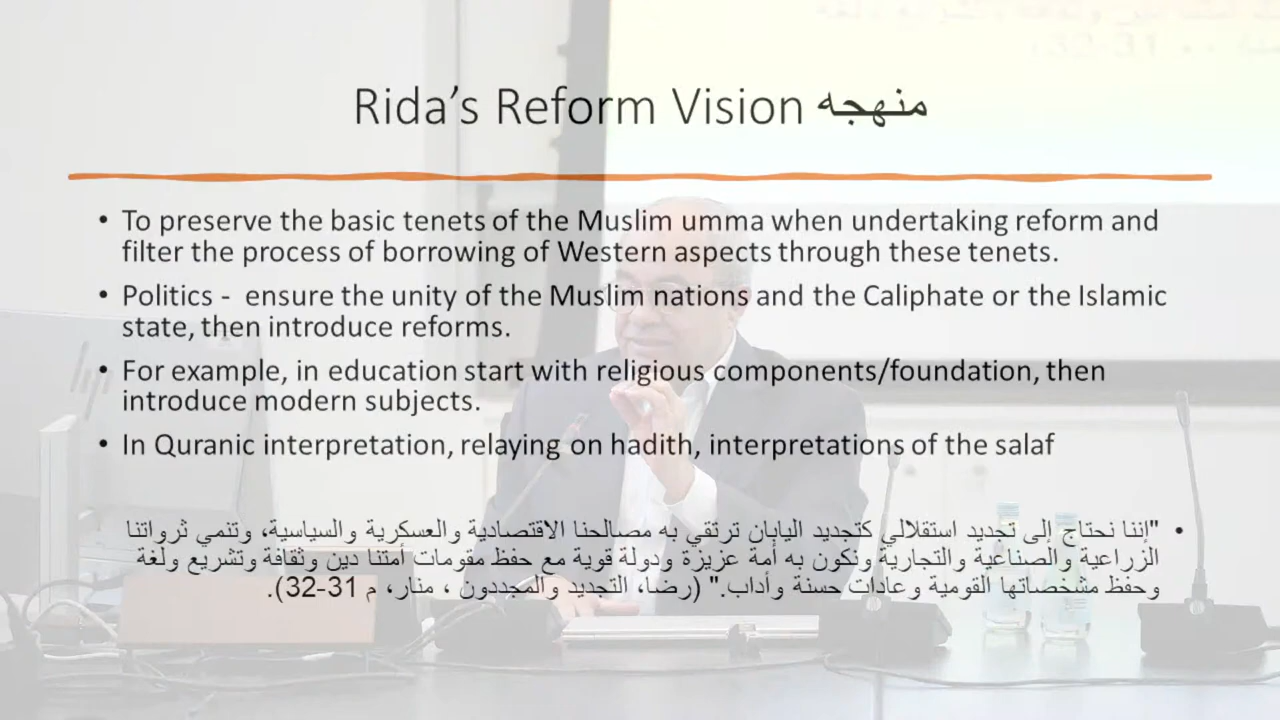 Rida’s Reform Vision منهجه
• To preserve the basic tenets of the Muslim umma when undertaking reform and
filter the process of borrowing of Western aspects through these tenets.
• Politics -  ensure the unity of the Muslim nations and the Caliphate or the Islamic
state, then introduce reforms.
• For example, in education start with religious components/foundation, then
introduce modern subjects.
• In Quranic interpretation, relaying on hadith, interpretations of the salaf
• "إننا نحتاج إلى تجديد استقلالي كتجديد اليابان ترتقي به مصالحنا الاقتصادية والعسكرية والسياسية، وتنمي ثرواتنا
الزراعية والصناعية والتجارية ونكون به أمة عزيزة ودولة قوية مع حفظ مقومات أمتنا دين وثقافة وتشريع ولغة
وحفظ مشخصاتها القومية وعادات حسنة وأداب." (رضا، التجديد والمجددون ، منار، م 31-32).
hp